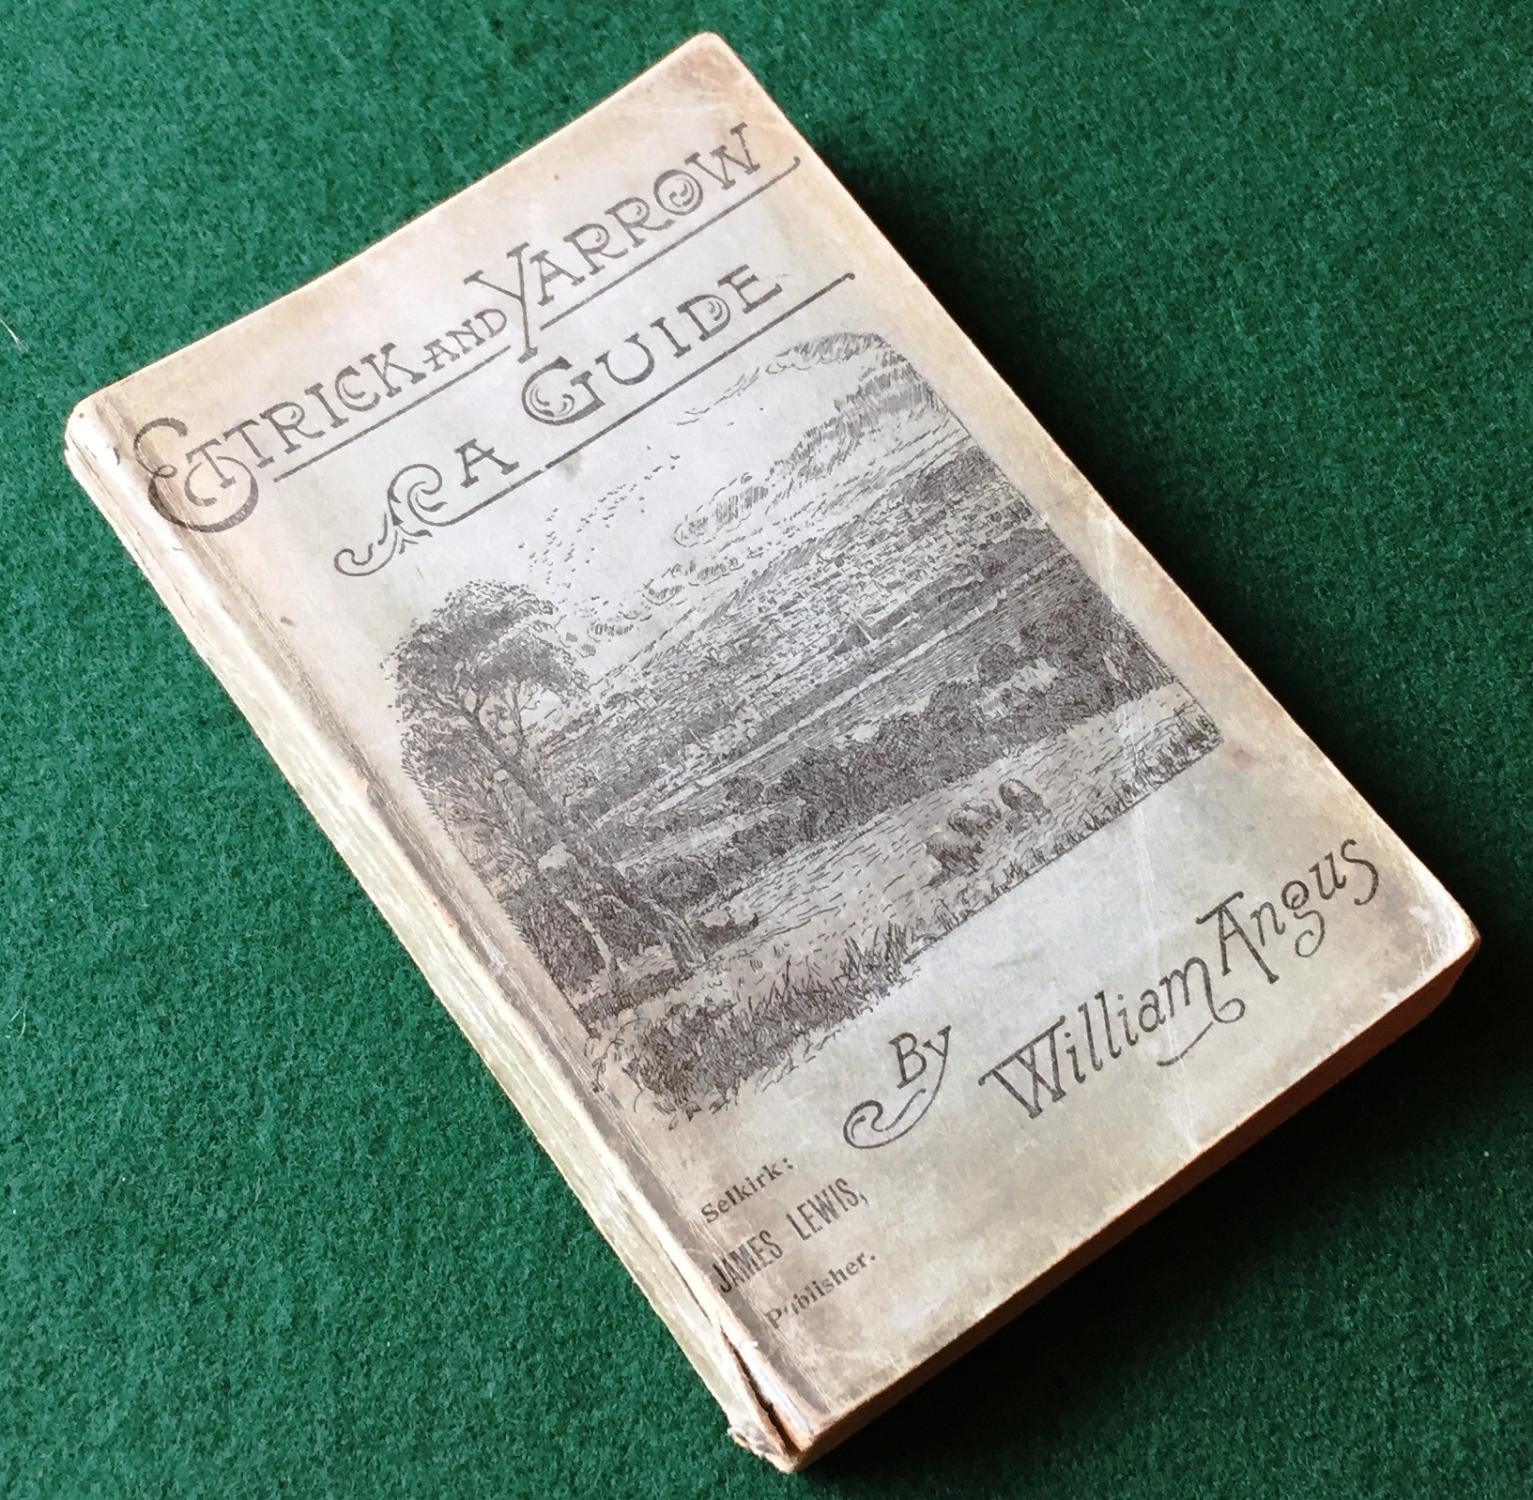 ETTRICK AND YARROW
A GUIDE
By William Angus
Selkirk:
JAMES LEWIS,
Publisher.